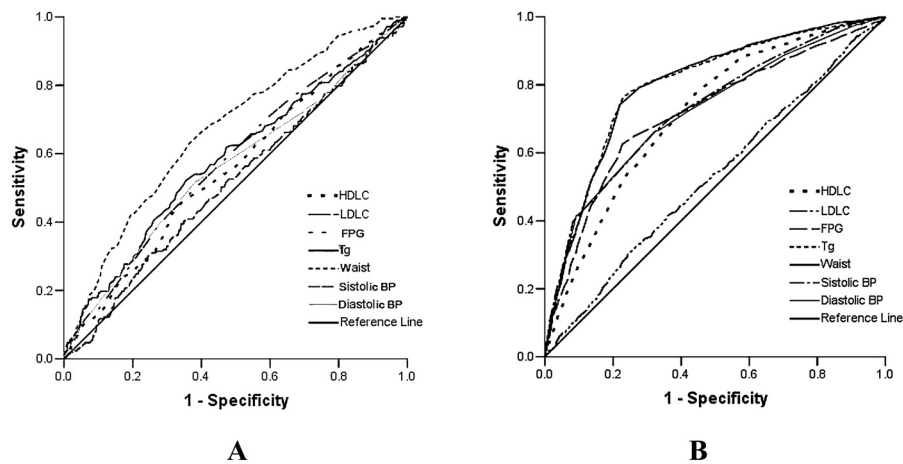 1.0
0.8
0.6
0.4
0.2
0.0
Sensitivity
HDLC
LDLC
FPG
Tg
Waist
Sistolic BP
Diastolic BP
Reference Line
0.0 0.2 0.4 0.6 0.8 1.0
1 - Specificity
A
1.0
0.8
0.6
0.4
0.2
0.0
Sensitivity
HDLC
LDLC
FPG
Tg
Waist
Sistolic BP
Diastolic BP
Reference Line
0.0 0.2 0.4 0.6 0.8 1.0
1 - Specificity
B